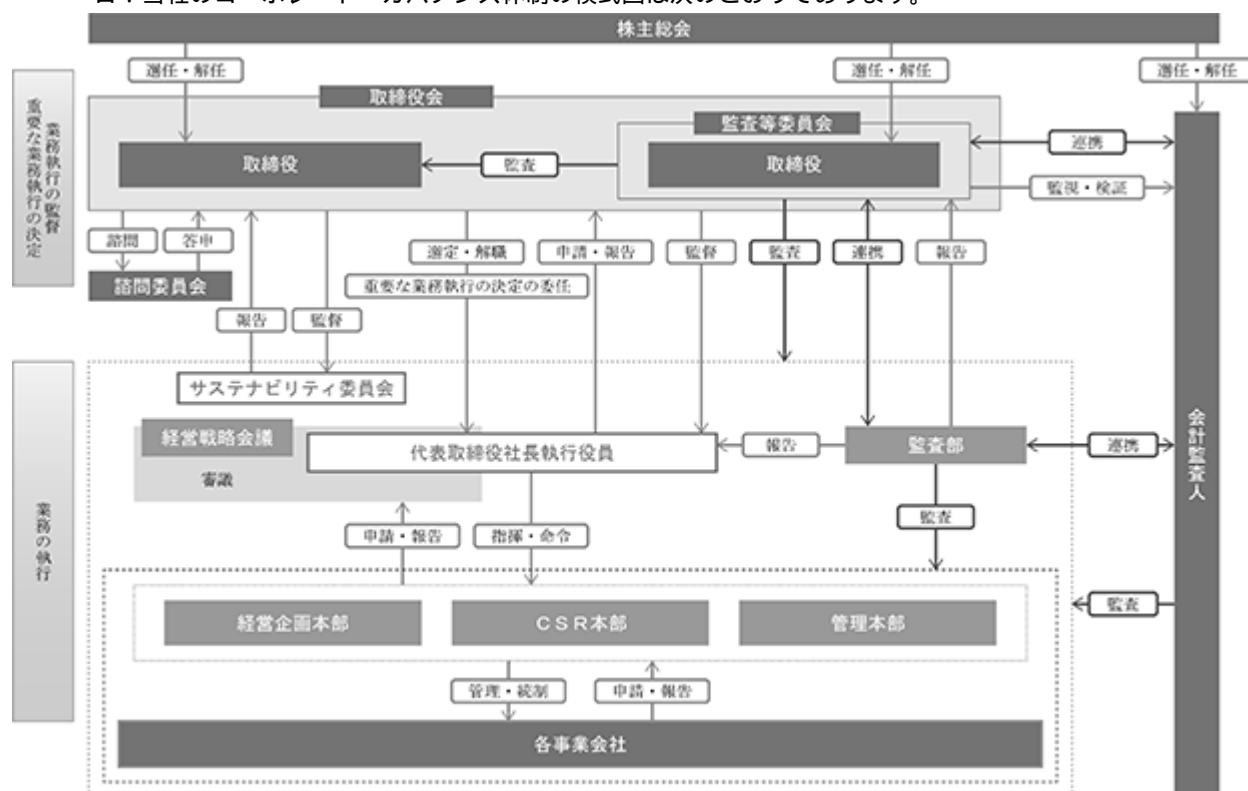 株主総会
選任・解任
選任・解任
選任・解任
取締役会
監査等委員会
取締役
監査
取締役
連携
監視・検証
業務執行の監督
重要な業務執行の決定
諮問
答申
選定・解職
申請・報告
監督
監査
連携
報告
諮問委員会
重要な業務執行の決定の委任
報告
監督
サステナビリティ委員会
経営戦略会議
審議
代表取締役社長執行役員
報告
監査部
連携
会計監査人
業務の執行
申請・報告
指揮・命令
監査
監査
経営企画本部
CSR本部
管理本部
管理・統制
申請・報告
各事業会社